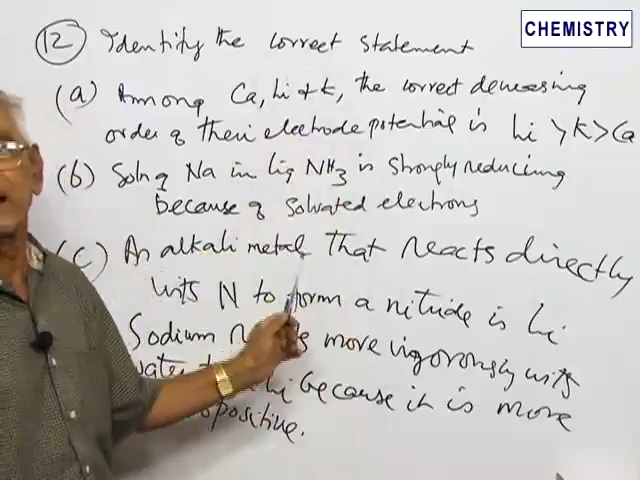 CHEMISTRY
12 Identify the correct statement
(a) Among Ca, Li & K, the correct decreasing
order of their electrode potential is Li > K > Ca
(b) Soln of Na in liq NH3 is strongly reducing
because of solvated electrons
(c) An alkali metal that reacts directly
with N to form a nitride is Li
Sodium more vigorously with
Li because it is more
opositive.